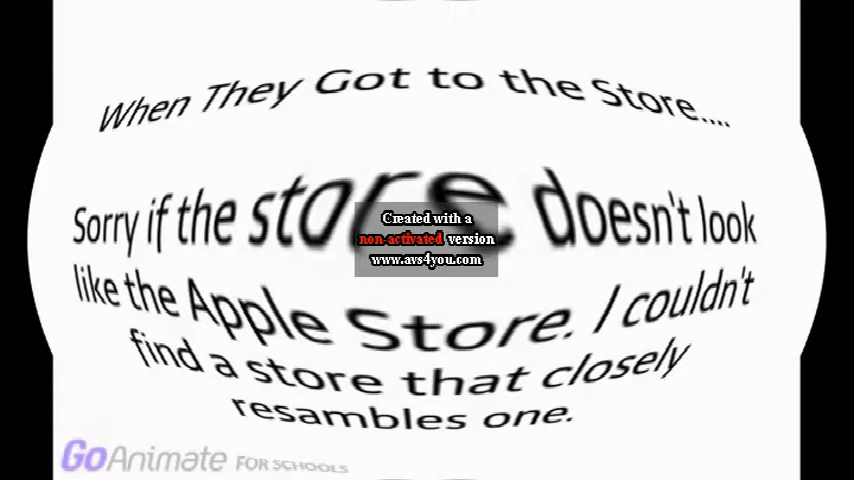 When They Got to the Store....
Sorry if the store doesn't look
like the Apple Store. I couldn't
find a store that closely
resambles one.
Created with a
non-activated version
www.avs4you.com
GoAnimate FOR SCHOOLS